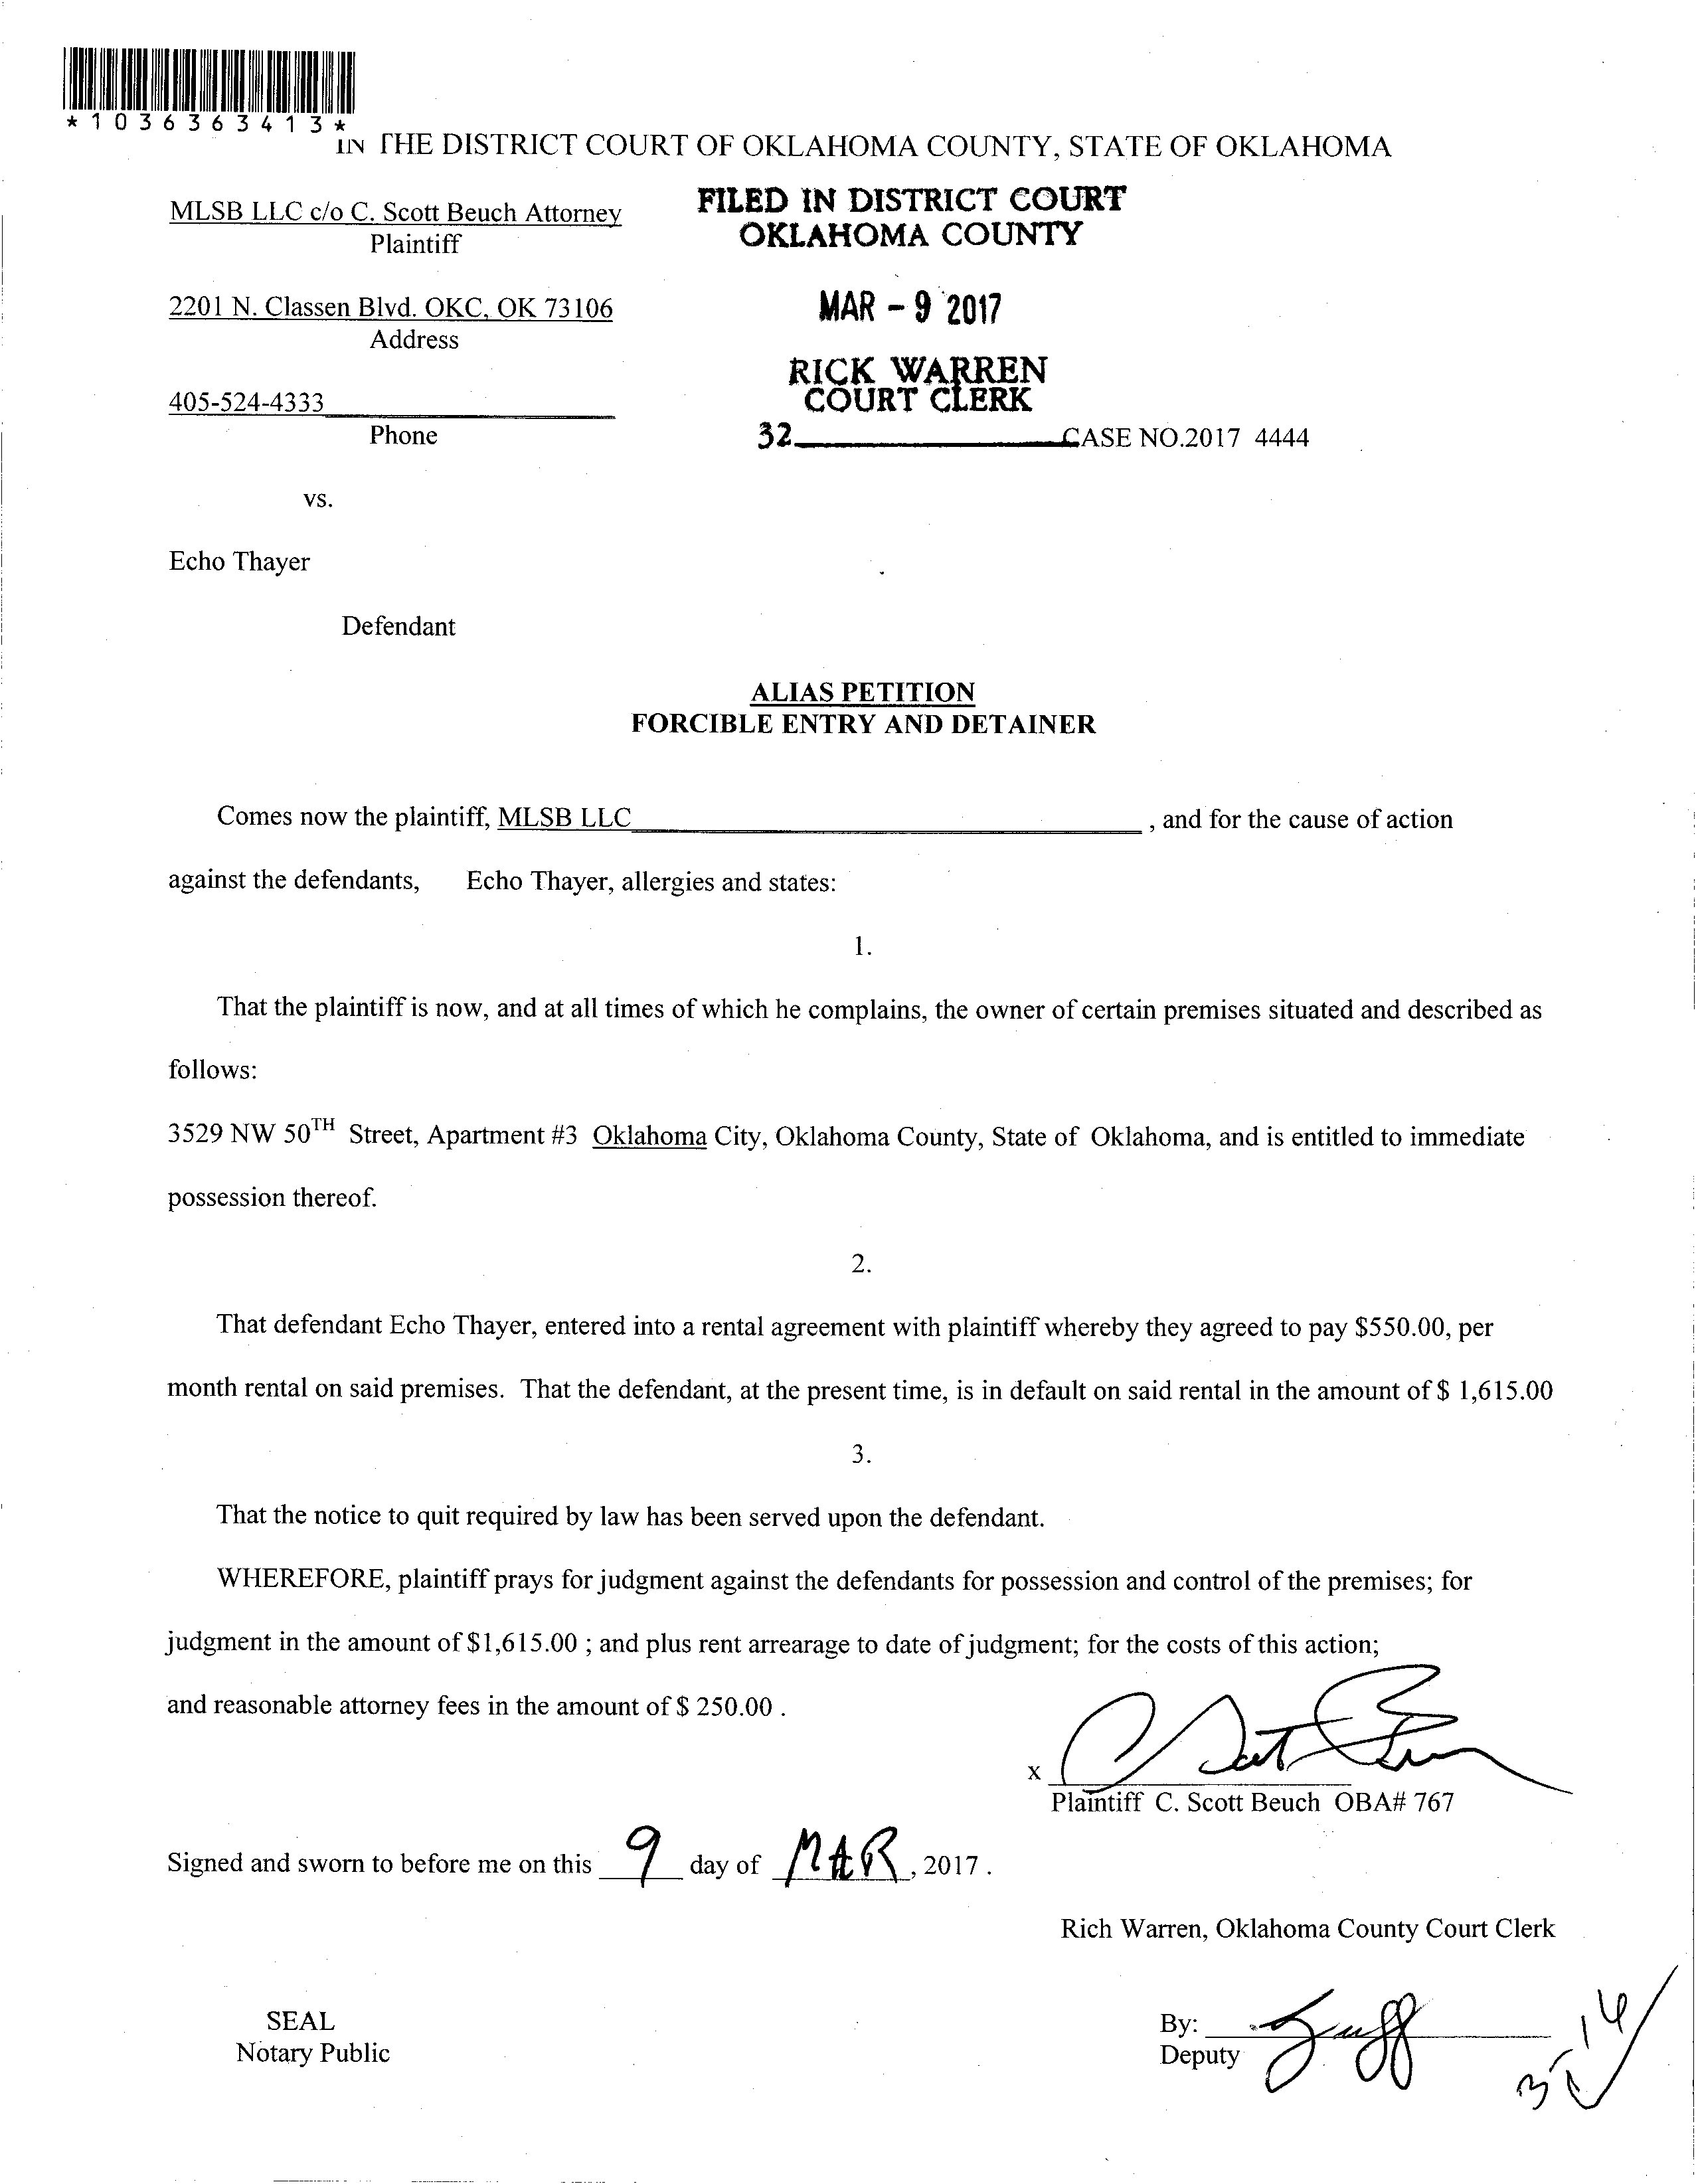 *1036363413*
IN THE DISTRICT COURT OF OKLAHOMA COUNTY, STATE OF OKLAHOMA
MLSB LLC c/o C. Scott Beuch Attorney
Plaintiff
FILED IN DISTRICT COURT
OKLAHOMA COUNTY
2201 N. Classen Blvd. OKC, OK 73106
Address
MAR - 9 2017
RICK WARREN
COURT CLERK
405-524-4333
Phone
32 CASE NO.2017 4444
vs.
Echo Thayer
Defendant
ALIAS PETITION
FORCIBLE ENTRY AND DETAINER
Comes now the plaintiff, MLSB LLC , and for the cause of action
against the defendants, Echo Thayer, allergies and states:
1.
That the plaintiff is now, and at all times of which he complains, the owner of certain premises situated and described as
follows:
3529 NW 50TH Street, Apartment #3 Oklahoma City, Oklahoma County, State of Oklahoma, and is entitled to immediate
possession thereof.
2.
That defendant Echo Thayer, entered into a rental agreement with plaintiff whereby they agreed to pay $550.00, per
month rental on said premises. That the defendant, at the present time, is in default on said rental in the amount of $ 1,615.00
3.
That the notice to quit required by law has been served upon the defendant.
WHEREFORE, plaintiff prays for judgment against the defendants for possession and control of the premises; for
judgment in the amount of $1,615.00 ; and plus rent arrearage to date of judgment; for the costs of this action;
and reasonable attorney fees in the amount of $ 250.00 .
x
Plaintiff C. Scott Beuch OBA# 767
Signed and sworn to before me on this 9 day of MAR, 2017 .
Rich Warren, Oklahoma County Court Clerk
SEAL
Notary Public
By:
Deputy